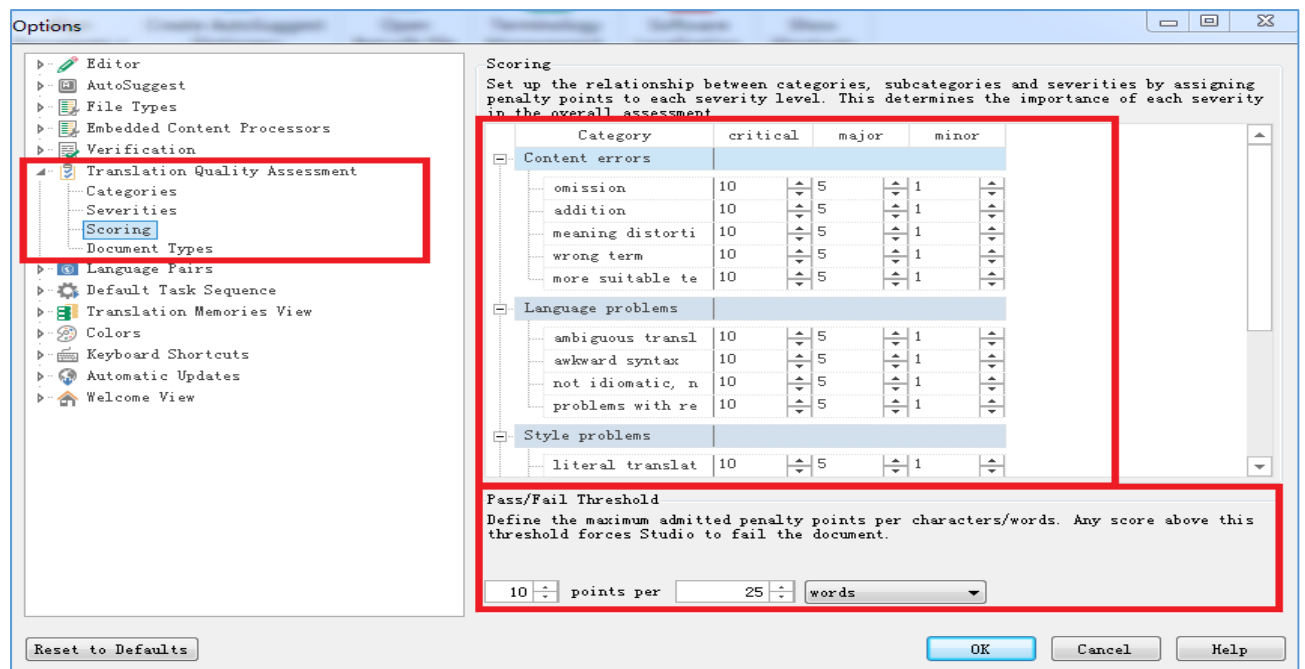 Options
Editor
AutoSuggest
File Types
Embedded Content Processors
Verification
Translation Quality Assessment
Categories
Severities
Scoring
Document Types
Language Pairs
Default Task Sequence
Translation Memories View
Colors
Keyboard Shortcuts
Automatic Updates
Welcome View
Scoring
Set up the relationship between categories, subcategories and severities by assigning
penalty points to each severity level. This determines the importance of each severity
in the overall assessment
Category critical major minor
Content errors
omission 10 5 1
addition 10 5 1
meaning distorti 10 5 1
wrong term 10 5 1
more suitable te 10 5 1
Language problems
ambiguous transl 10 5 1
awkward syntax 10 5 1
not idiomatic, n 10 5 1
problems with re 10 5 1
Style problems
literal translat 10 5 1
Pass/Fail Threshold
Define the maximum admitted penalty points per characters/words. Any score above this
threshold forces Studio to fail the document.
10 points per 25 words
Reset to Defaults OK Cancel Help